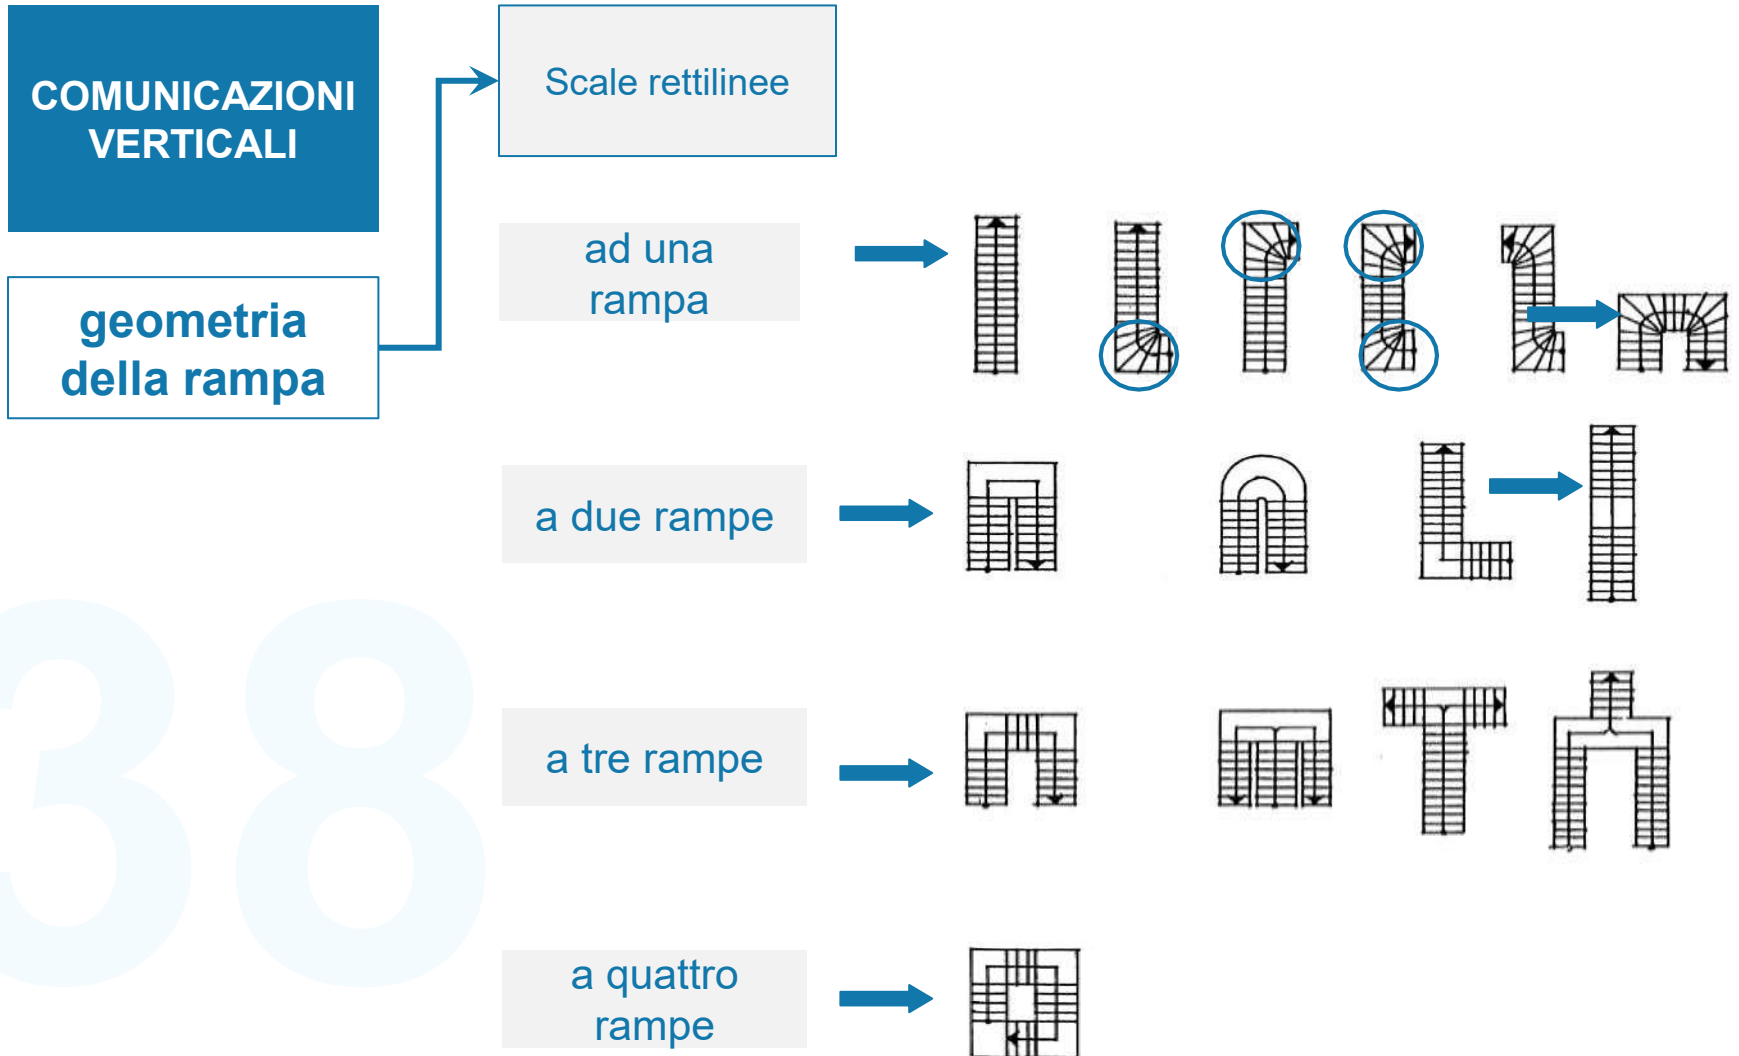 COMUNICAZIONI
VERTICALI
Scale rettilinee
geometria
della rampa
ad una
rampa
a due rampe
a tre rampe
a quattro
rampe
38